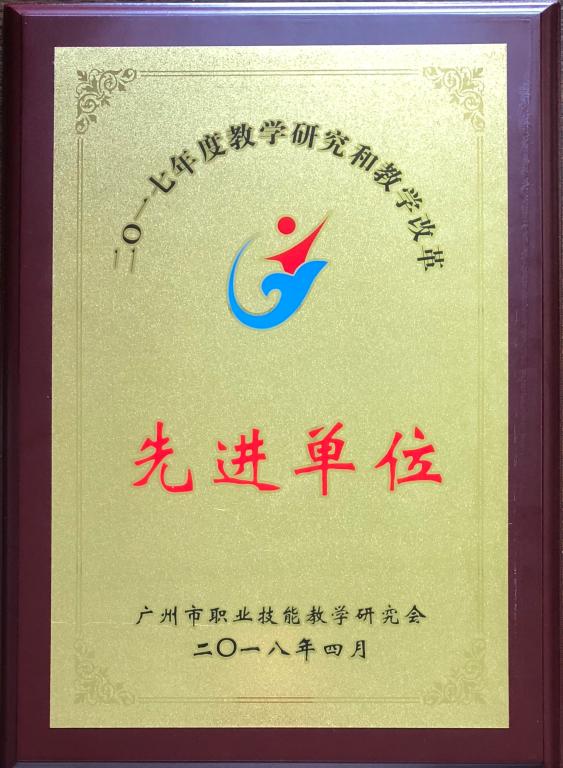 二〇一七年度教学研究和教学改革
先进单位
广州市职业技能教学研究会
二〇一八年四月